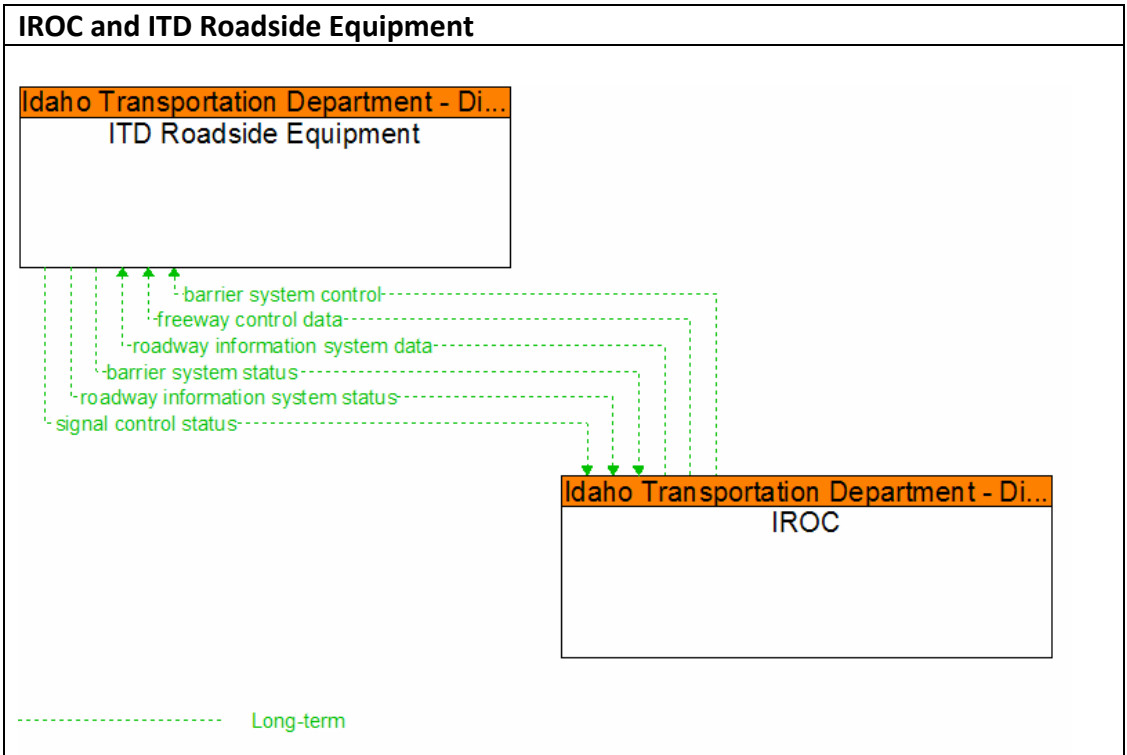 IROC and ITD Roadside Equipment
Idaho Transportation Department - Di...
ITD Roadside Equipment
barrier system control
freeway control data
roadway information system data
barrier system status
roadway information system status
signal control status
Idaho Transportation Department - Di...
IROC
Long-term